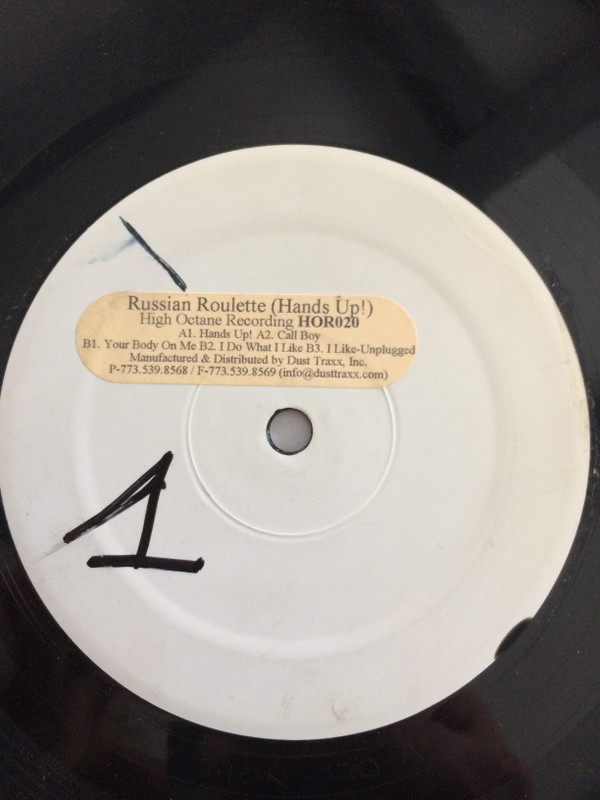 Russian Roulette (Hands Up!)
High Octane Recording HOR020
A1. Hands Up! A2. Call Boy
B1. Your Body On Me B2. I Do What I Like B3. I Like-Unplugged
Manufactured & Distributed by Dust Traxx, Inc.
P-773.539.8568 / F-773.539.8569 (info@dusttraxx.com)
1